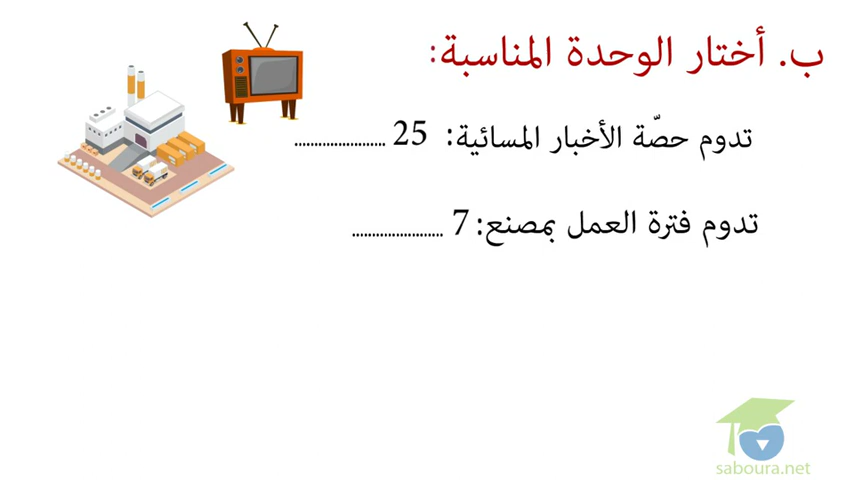 ب. أختار الوحدة المناسبة:
تدوم حصّة الأخبار المسائية: 25 .......................
تدوم فترة العمل بمصنع: 7 .......................
saboura.net